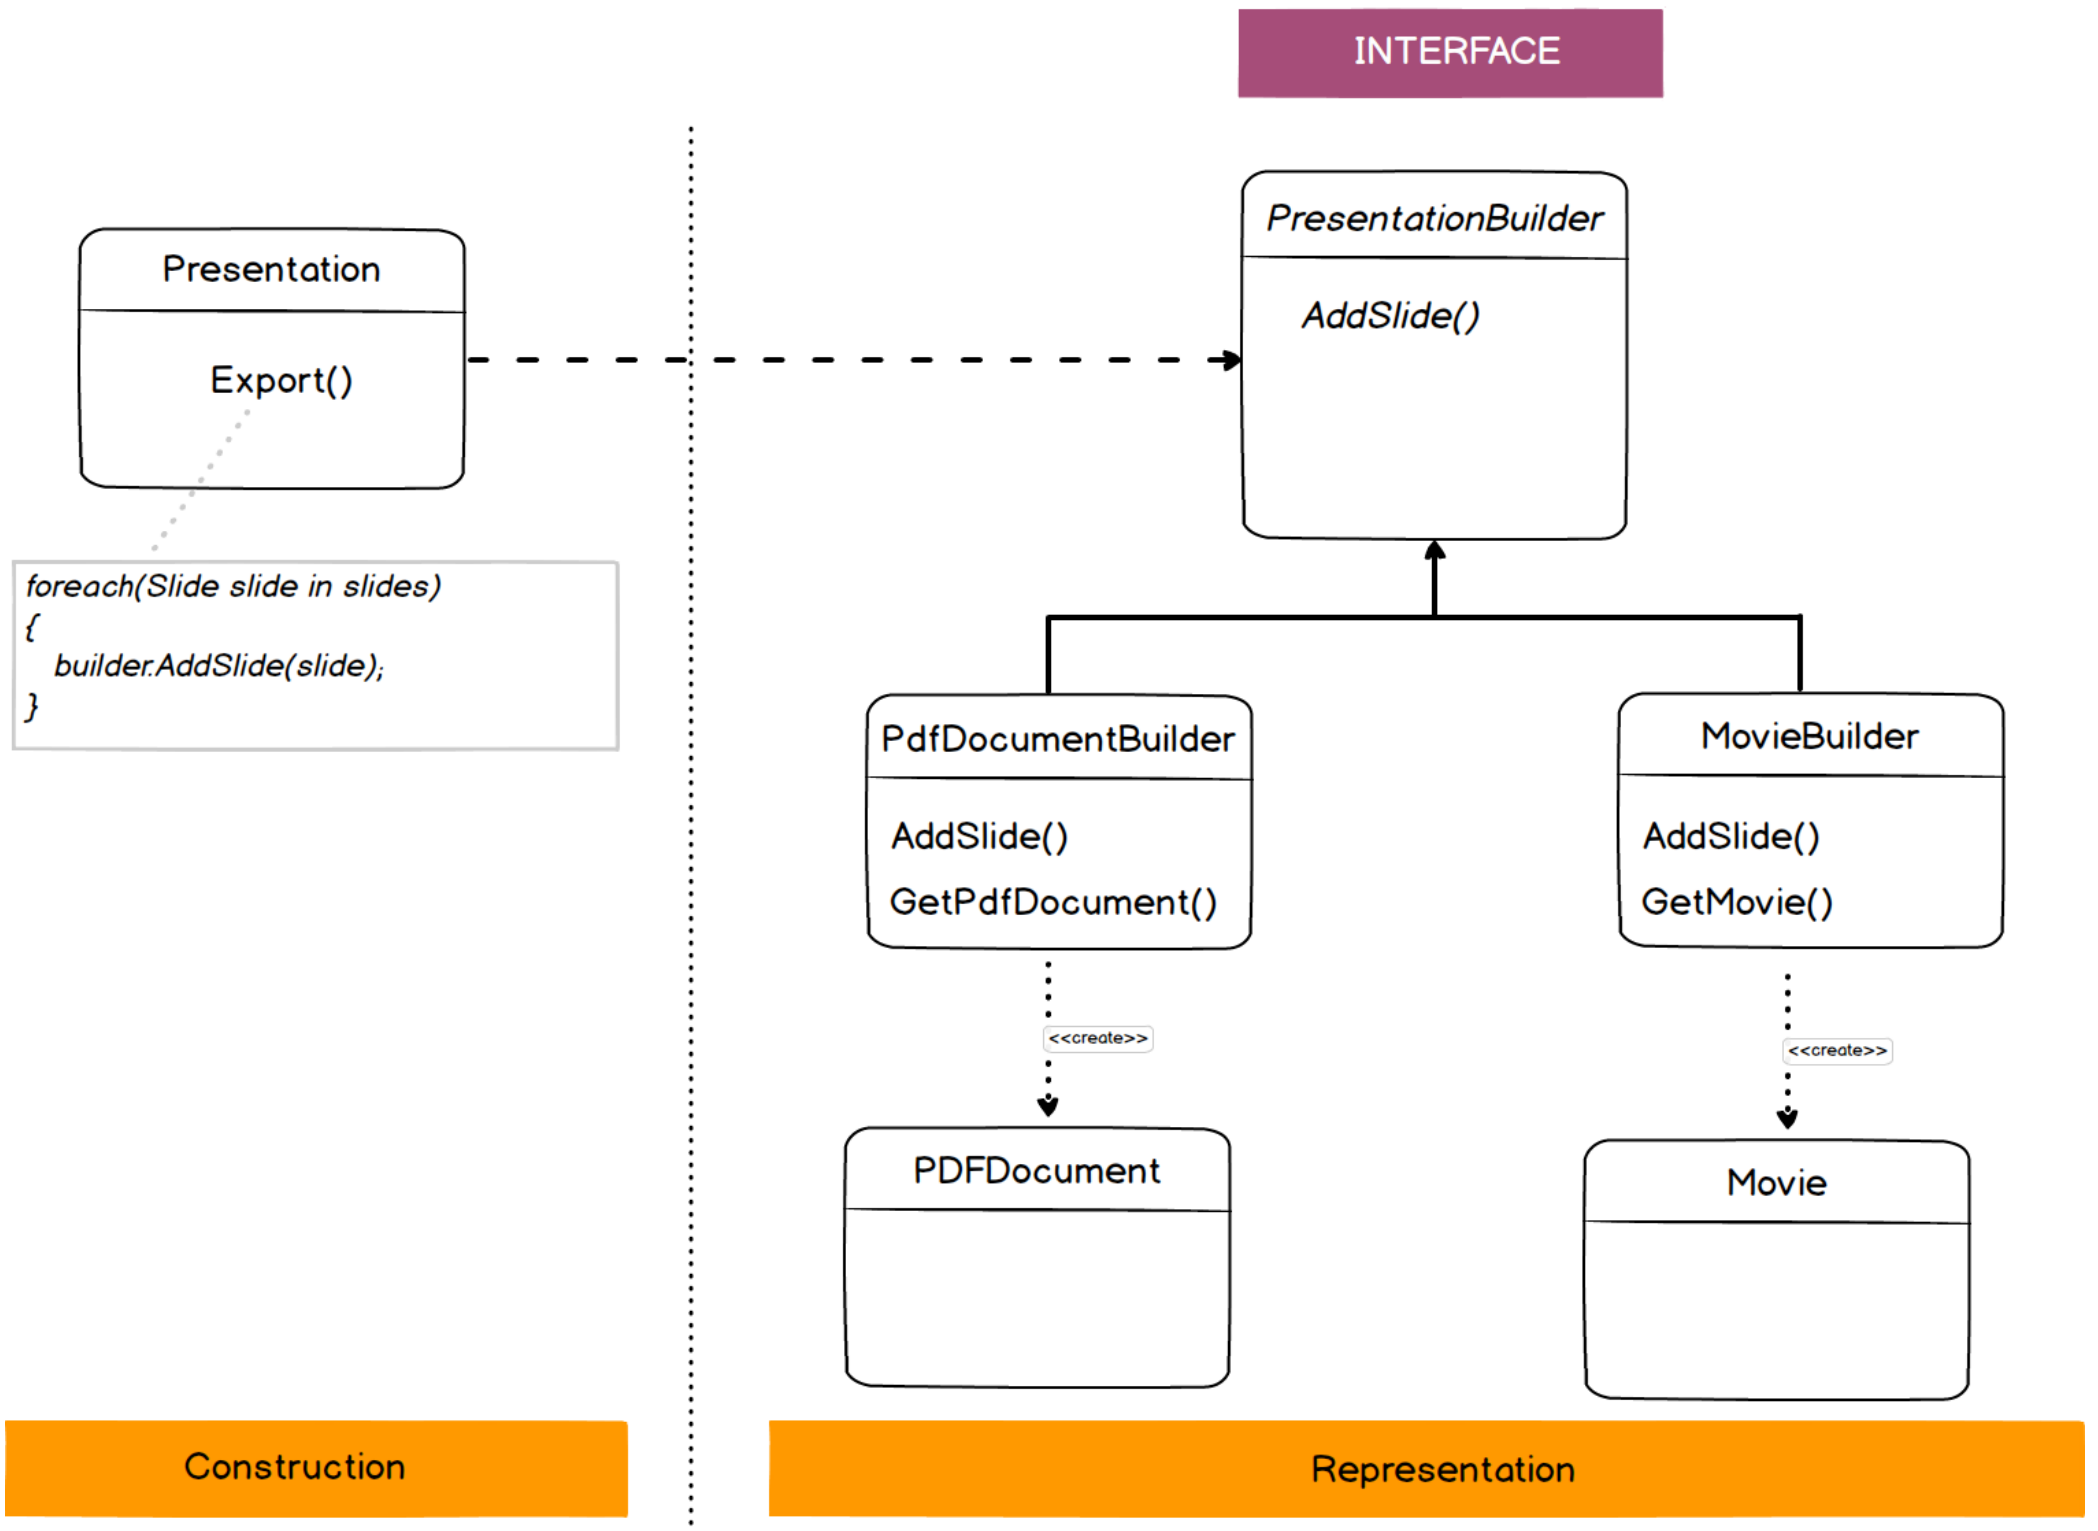 INTERFACE
Presentation
Export()
foreach(Slide slide in slides)
{
builder.AddSlide(slide);
}
PresentationBuilder
AddSlide()
PdfDocumentBuilder
AddSlide()
GetPdfDocument()
MovieBuilder
AddSlide()
GetMovie()
<<create>>
<<create>>
PDFDocument
Movie
Construction
Representation